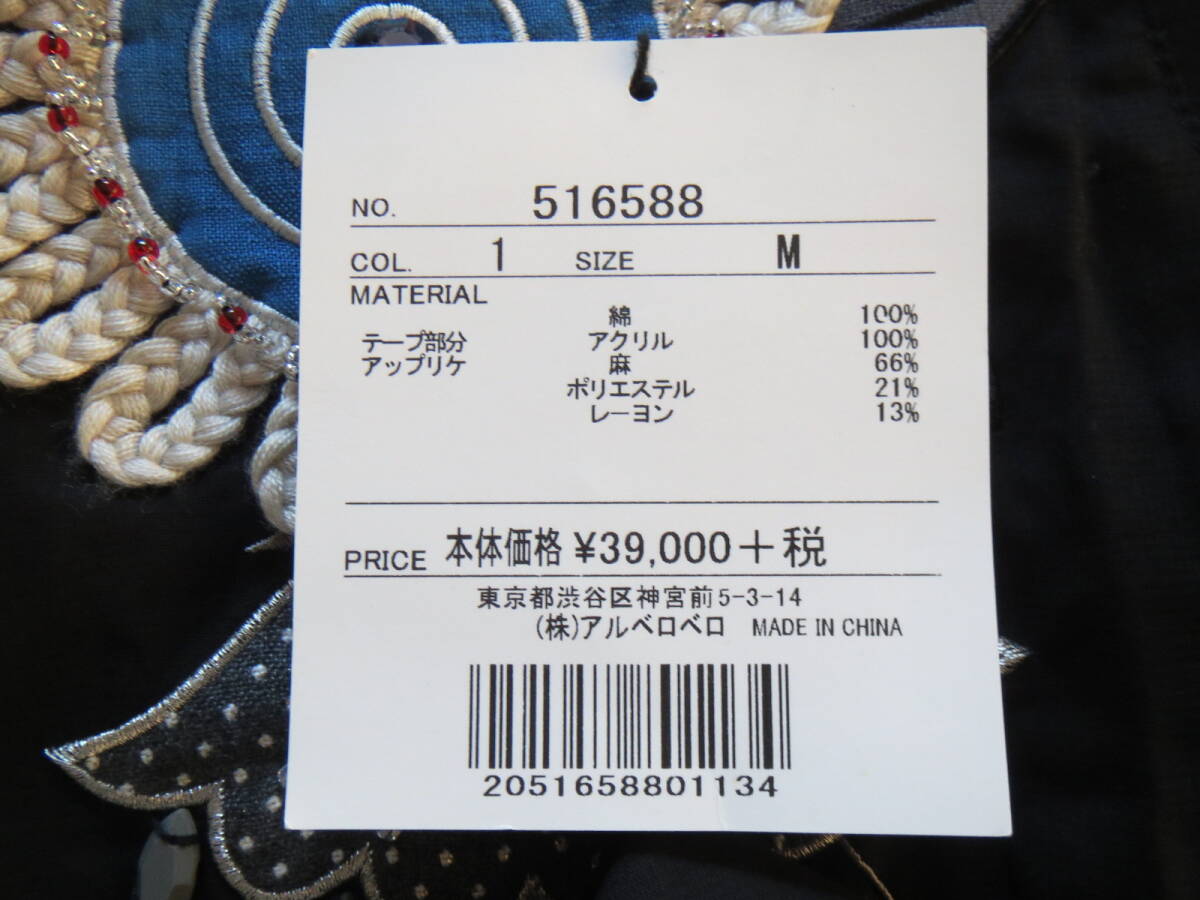 NO. 516588
COL. 1 SIZE M
MATERIAL
綿 100%
テープ部分 アクリル 100%
アップリケ 麻 66%
ポリエステル 21%
レーヨン 13%
PRICE 本体価格 ¥39,000+税
東京都渋谷区神宮前5-3-14
(株)アルベロベロ MADE IN CHINA
2051658801134